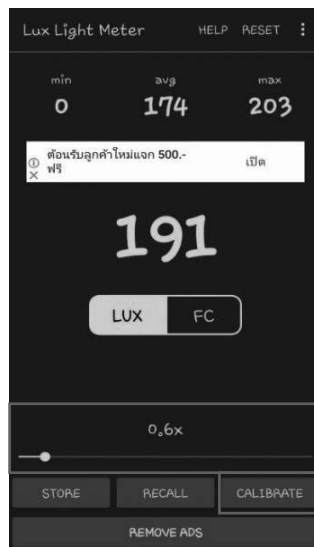 Lux Light Meter HELP RESET
min avg max
0 174 203
ต้อนรับลูกค้าใหม่แจก 500.-
ฟรี
เปิด
191
LUX FC
0.6x
STORE RECALL CALIBRATE
REMOVE ADS